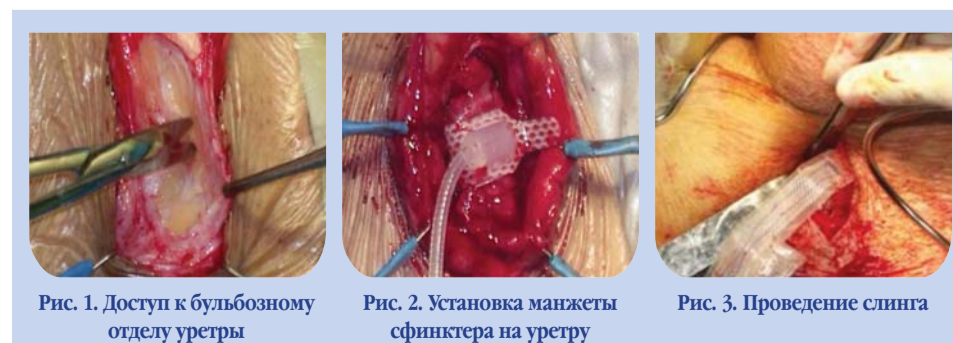 Рис. 1. Доступ к бульбозному
отделу уретры
Рис. 2. Установка манжеты
сфинктера на уретру
Рис. 3. Проведение слинга